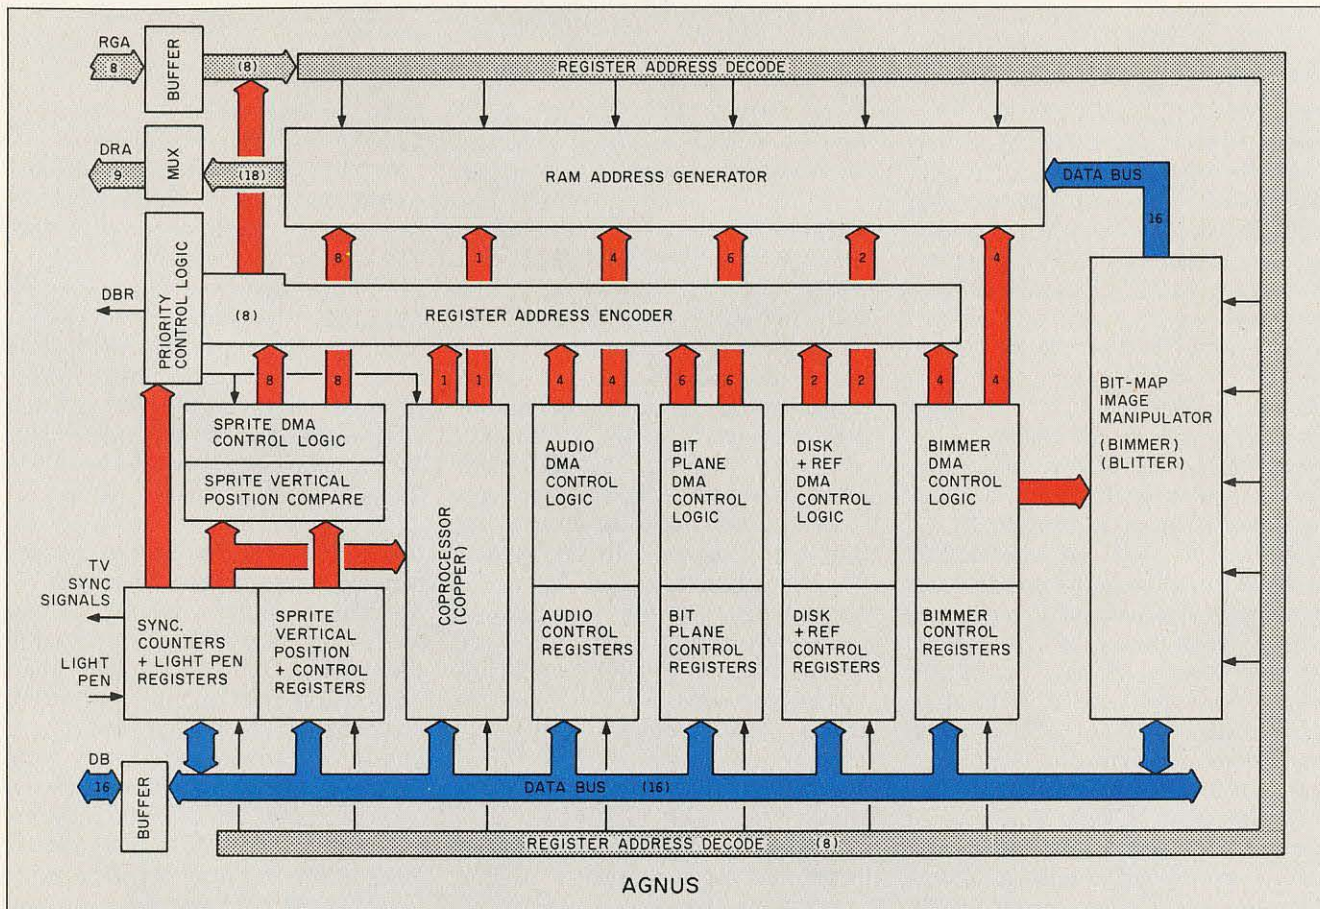 RGA
8
BUFFER
(8)
REGISTER ADDRESS DECODE
DRA
9
MUX
(18)
RAM ADDRESS GENERATOR
DATA BUS
16
DBR
PRIORITY
CONTROL LOGIC
8
1
4
6
2
4
(8)
REGISTER ADDRESS ENCODER
8
8
1
1
4
4
6
6
2
2
4
4
SPRITE DMA
CONTROL LOGIC
SPRITE VERTICAL
POSITION COMPARE
COPROCESSOR
(COPPER)
AUDIO
DMA
CONTROL
LOGIC
BIT
PLANE
DMA
CONTROL
LOGIC
DISK
+ REF
DMA
CONTROL
LOGIC
BIMMER
DMA
CONTROL
LOGIC
BIT-MAP
IMAGE
MANIPULATOR
(BIMMER)
(BLITTER)
TV
SYNC
SIGNALS
LIGHT
PEN
SYNC.
COUNTERS
+ LIGHT PEN
REGISTERS
SPRITE
VERTICAL
POSITION
+ CONTROL
REGISTERS
AUDIO
CONTROL
REGISTERS
BIT
PLANE
CONTROL
REGISTERS
DISK
+ REF
CONTROL
REGISTERS
BIMMER
CONTROL
REGISTERS
DB
16
BUFFER
DATA BUS (16)
REGISTER ADDRESS DECODE (8)
AGNUS